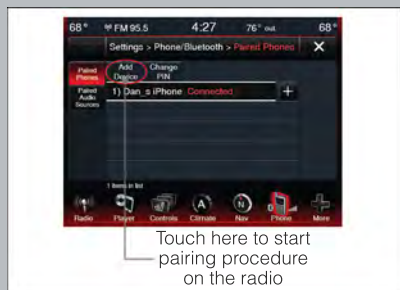 68° FM 95.5 4:27 76° out 68°
Settings > Phone/Bluetooth > Paired Phones X
Paired
Phones
Add
Device
Change
PIN
Paired
Audio
Sources
1) Dan_s iPhone Connected +
1 Items in list
Radio Player Controls Climate Nav Phone More
A N
Touch here to start
pairing procedure
on the radio